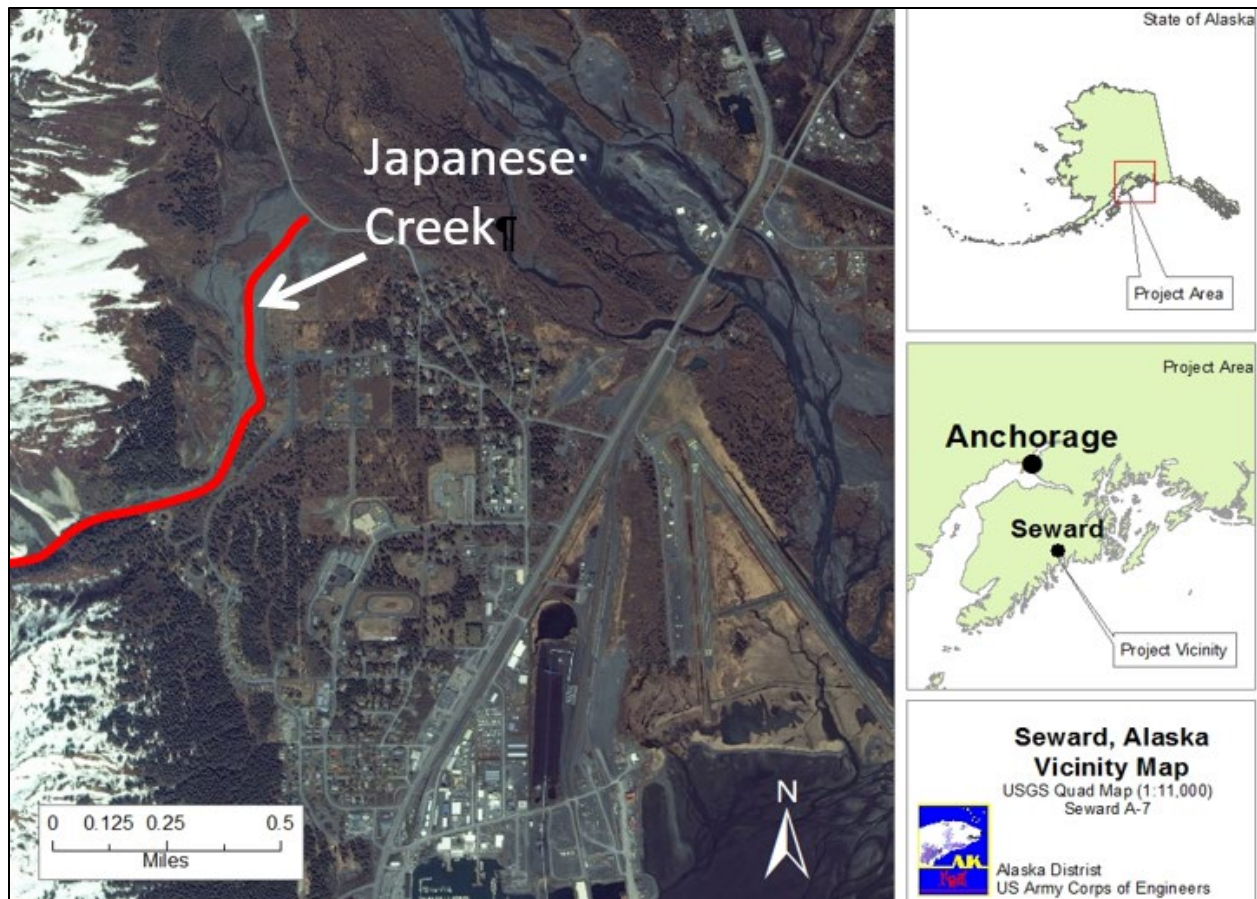 Japanese·
Creek¶
0 0.125 0.25 0.5
Miles
N
State of Alaska
Project Area
Project Area
Anchorage
Seward
Project Vicinity
Seward, Alaska
Vicinity Map
USGS Quad Map (1:11,000)
Seward A-7
AK
Alaska District
US Army Corps of Engineers